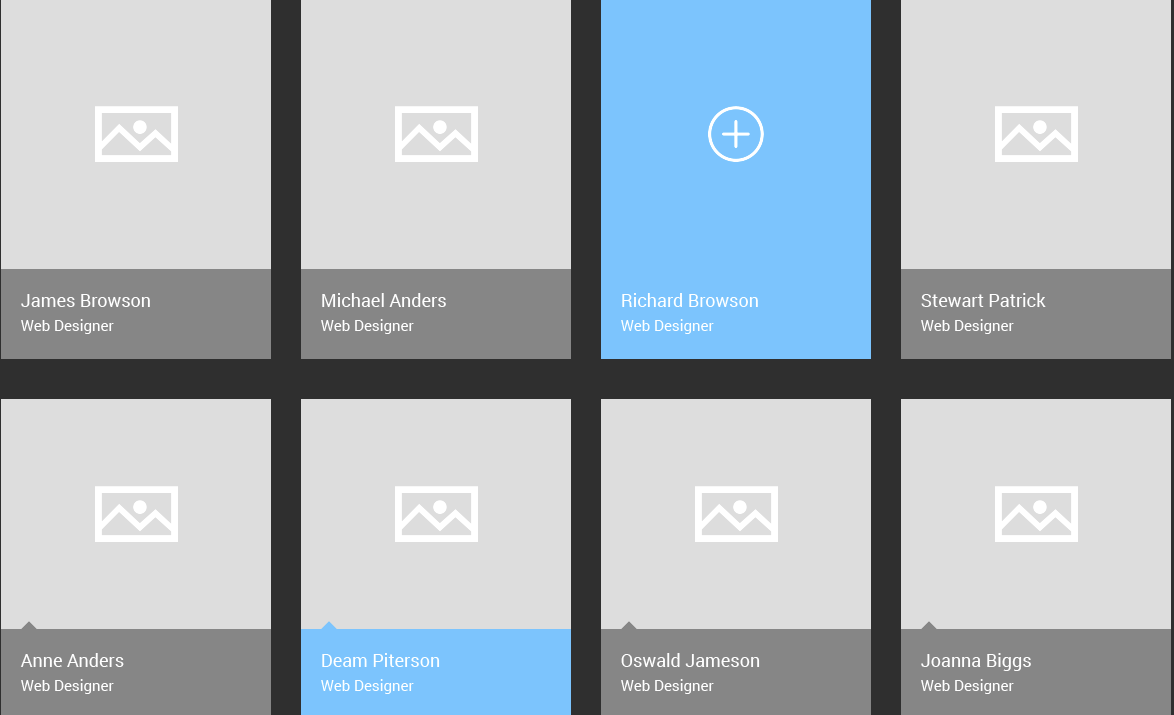 James Browson
Web Designer
Michael Anders
Web Designer
Richard Browson
Web Designer
Stewart Patrick
Web Designer
Anne Anders
Web Designer
Deam Piterson
Web Designer
Oswald Jameson
Web Designer
Joanna Biggs
Web Designer